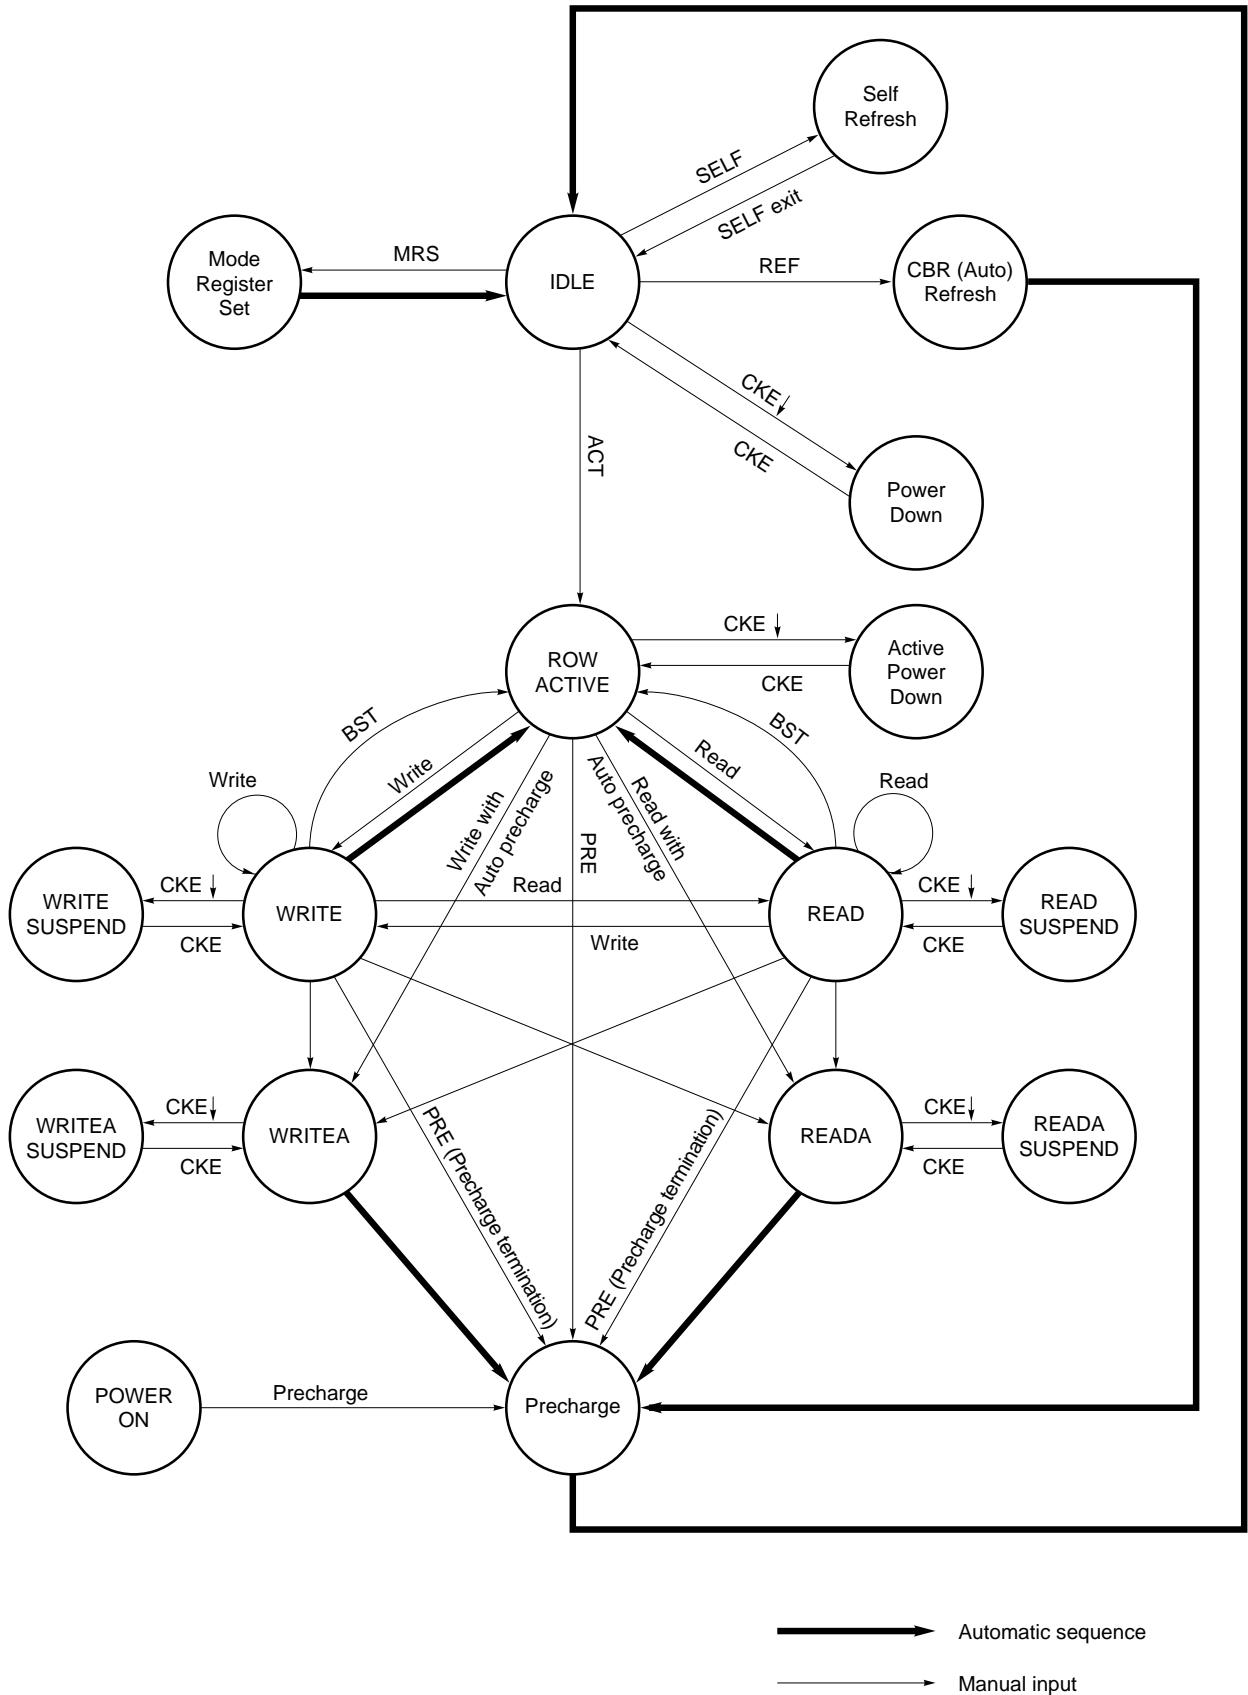 Self
Refresh
SELF
SELF exit
Mode
Register
Set
MRS
IDLE
REF
CBR (Auto)
Refresh
CKE
CKE
Power
Down
ACT
ROW
ACTIVE
CKE
CKE
Active
Power
Down
BST
Write
Write
Write with
Auto precharge
PRE
Read with
Auto precharge
Read
BST
Read
WRITE
SUSPEND
CKE
CKE
WRITE
Read
Write
READ
CKE
CKE
READ
SUSPEND
WRITEA
SUSPEND
CKE
CKE
WRITEA
PRE (Precharge termination)
PRE (Precharge termination)
READA
CKE
CKE
READA
SUSPEND
POWER
ON
Precharge
Precharge
Automatic sequence
Manual input